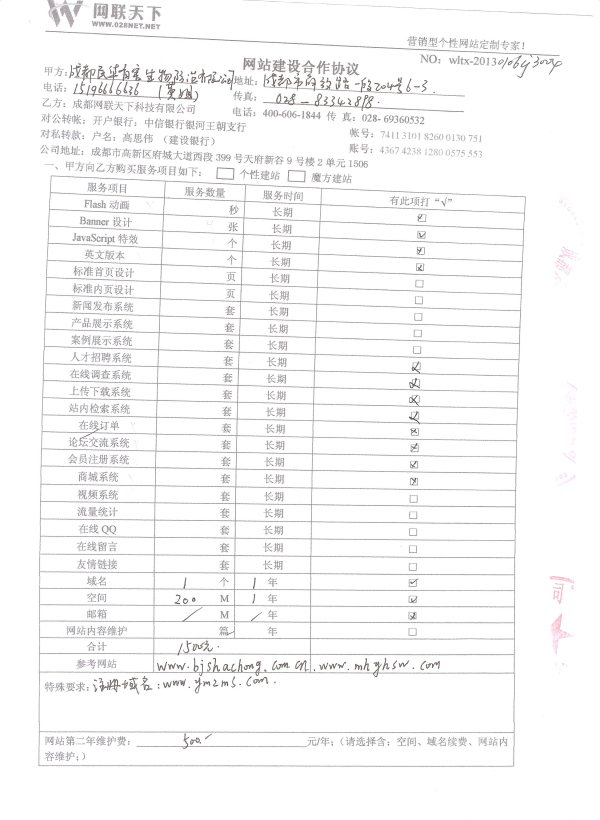 网联天下
WWW.028NET.NET
营销型个性网站定制专家!
网站建设合作协议
NO: wltx-2013
甲方: 成都 有害生物防治有限公司 地址: 成都市 路一段204号6-3.
电话: 15196666636 传真: 028-83342898
乙方: 成都网联天下科技有限公司 电话: 400-606-1844 传 真: 028- 69360532
对公转帐: 开户银行: 中信银行银河王朝支行 账号: 7411 3101 8260 0130 751
对私转款: 户名: 高思伟 (建设银行) 账号: 4367 4238 1280 0575 553
公司地址: 成都市高新区府城大道西段 399 号天府新谷 9 号楼 2 单元 1506
一、甲方向乙方购买服务项目如下: □ 个性建站 □ 魔方建站
服务项目 服务数量 服务时间 有此项打“√”
Flash 动画 秒 长期 ☑
Banner 设计 张 长期 ☑
JavaScript 特效 个 长期 ☑
英文版本 个 长期 ☑
标准首页设计 页 长期 □
标准内页设计 页 长期 □
新闻发布系统 套 长期 □
产品展示系统 套 长期 □
案例展示系统 套 长期 □
人才招聘系统 套 长期 ☑
在线调查系统 套 长期 ☑
上传下载系统 套 长期 ☑
站内检索系统 套 长期 ☑
在线订单 套 长期 ☑
论坛交流系统 套 长期 ☑
会员注册系统 套 长期 ☑
商城系统 套 长期 ☑
视频系统 套 长期 □
流量统计 套 长期 □
在线 QQ 套 长期 □
在线留言 套 长期 □
友情链接 套 长期 □
域名 1 个 1 年 ☑
空间 200 M 1 年 ☑
邮箱 / M / 年 ☑
网站内容维护 篇 年 □
合计 1500元.
参考网站 www.bjshachong.com.cn. www.mhyhsw.com
特殊要求: 注册域名: www.ymzms.com.
网站第二年维护费: 500.- 元/年; (请选择含: 空间、域名续费、网站内
容维护;)
司